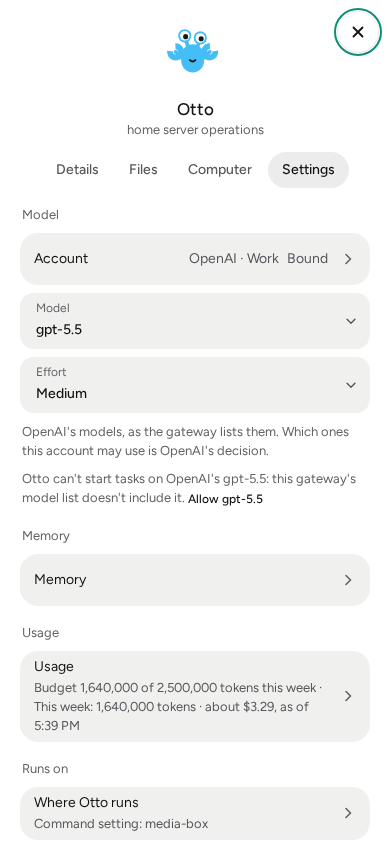 Otto
home server operations
Details Files Computer Settings
Model
Account OpenAI · Work Bound
Model
gpt-5.5
Effort
Medium
OpenAI's models, as the gateway lists them. Which ones
this account may use is OpenAI's decision.
Otto can't start tasks on OpenAI's gpt-5.5: this gateway's
model list doesn't include it. Allow gpt-5.5
Memory
Memory
Usage
Usage
Budget 1,640,000 of 2,500,000 tokens this week ·
This week: 1,640,000 tokens · about $3.29, as of
5:39 PM
Runs on
Where Otto runs
Command setting: media-box